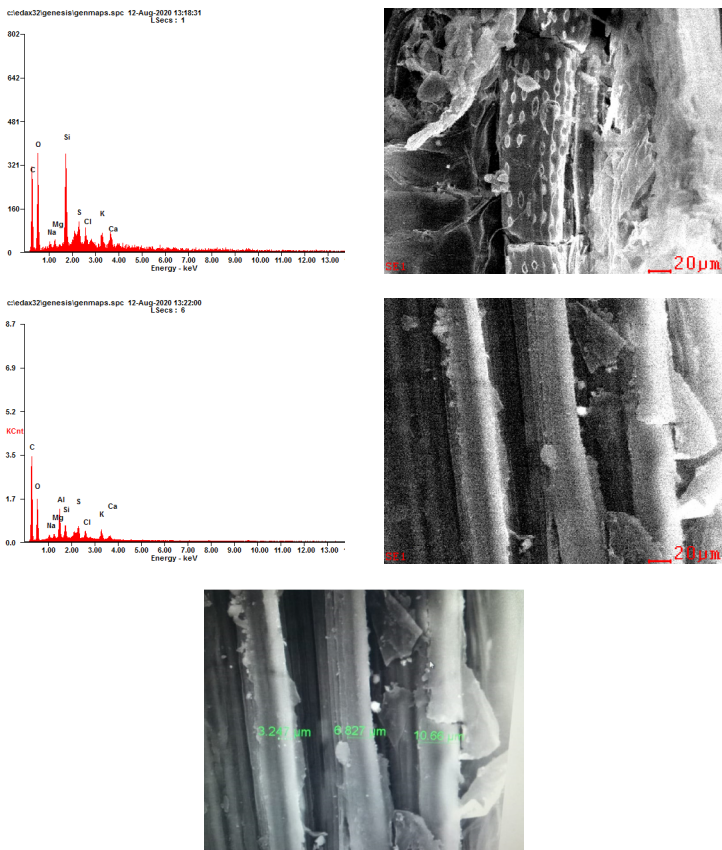 c:\edax32\genesis\genmaps.spc 12-Aug-2020 13:18:31
LSecs : 1
802
642
481
321
160
0
C
O
Na
Mg
Si
S
Cl
K
Ca
1.00 2.00 3.00 4.00 5.00 6.00 7.00 8.00 9.00 10.00 11.00 12.00 13.00
Energy - keV
20µm
c:\edax32\genesis\genmaps.spc 12-Aug-2020 13:22:00
LSecs : 6
8.7
6.9
5.2
KCnt
3.5
1.7
0.0
C
O
Na
Mg
Al
Si
S
Cl
K
Ca
1.00 2.00 3.00 4.00 5.00 6.00 7.00 8.00 9.00 10.00 11.00 12.00 13.00
Energy - keV
20µm
3.247 µm 6.827 µm 10.66 µm